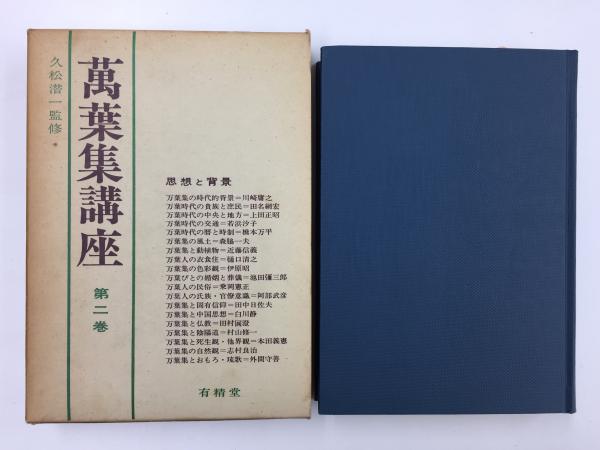 久松潜一監修
萬葉集講座
第二巻
思想と背景
万葉集の時代的背景＝川崎庸之
万葉時代の貴族と庶民＝田名網宏
万葉時代の中央と地方＝上田正昭
万葉時代の交通＝若浜汐子
万葉時代の暦と時制＝橋本万平
万葉集の風土＝森脇一夫
万葉集と動植物＝近藤信義
万葉人の衣食住＝樋口清之
万葉集の色彩観＝伊原昭
万葉びとの婚姻と葬儀＝池田彌三郎
万葉人の民俗＝桑岡憲正
万葉人の氏族・官僚意識＝阿部武彦
万葉集と固有信仰＝田中日佐夫
万葉集と中国思想＝白川静
万葉集と仏教＝田村圓澄
万葉集と陰陽道＝村山修一
万葉集と死生観・他界観＝本田義憲
万葉集の自然観＝志村良治
万葉集とおもろ・琉歌＝外間守善
有精堂